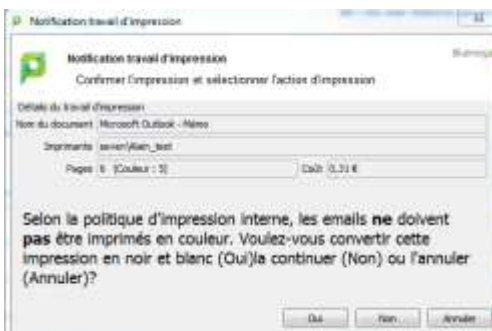 Notification travail d'impression
Notification travail d'impression
Confirmer l'impression et sélectionner l'action d'impression
Détails du travail d'impression
Nom du document Microsoft Outlook - Mémo
Imprimante
Pages 6 (Couleur : 5) Coût 0,31 €
Selon la politique d'impression interne, les emails ne doivent
pas être imprimés en couleur. Voulez-vous convertir cette
impression en noir et blanc (Oui)la continuer (Non) ou l'annuler
(Annuler)?
Oui Non Annuler